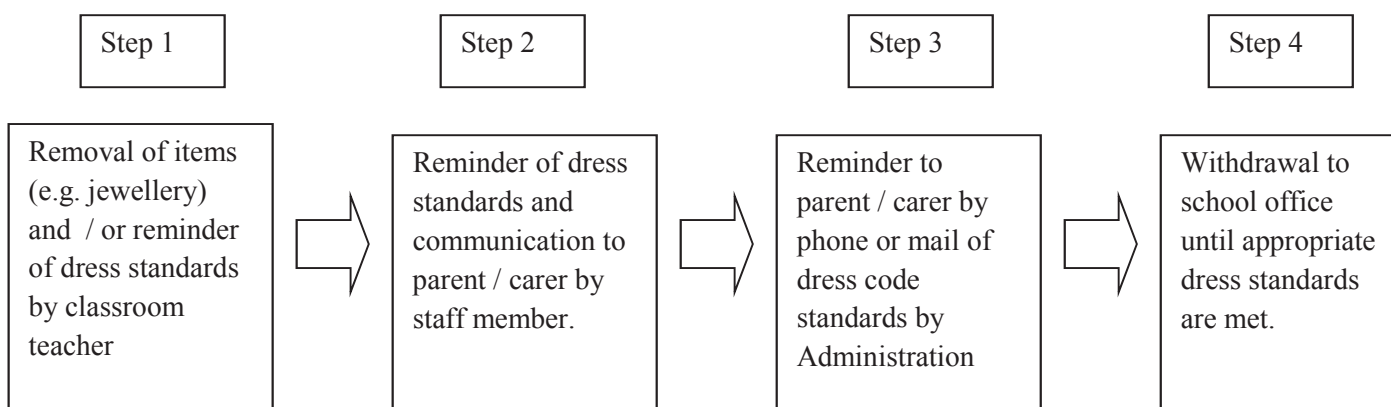 Step 1
Step 2
Step 3
Step 4
Removal of items
(e.g. jewellery)
and / or reminder
of dress standards
by classroom
teacher
Reminder of dress
standards and
communication to
parent / carer by
staff member.
Reminder to
parent / carer by
phone or mail of
dress code
standards by
Administration
Withdrawal to
school office
until appropriate
dress standards
are met.